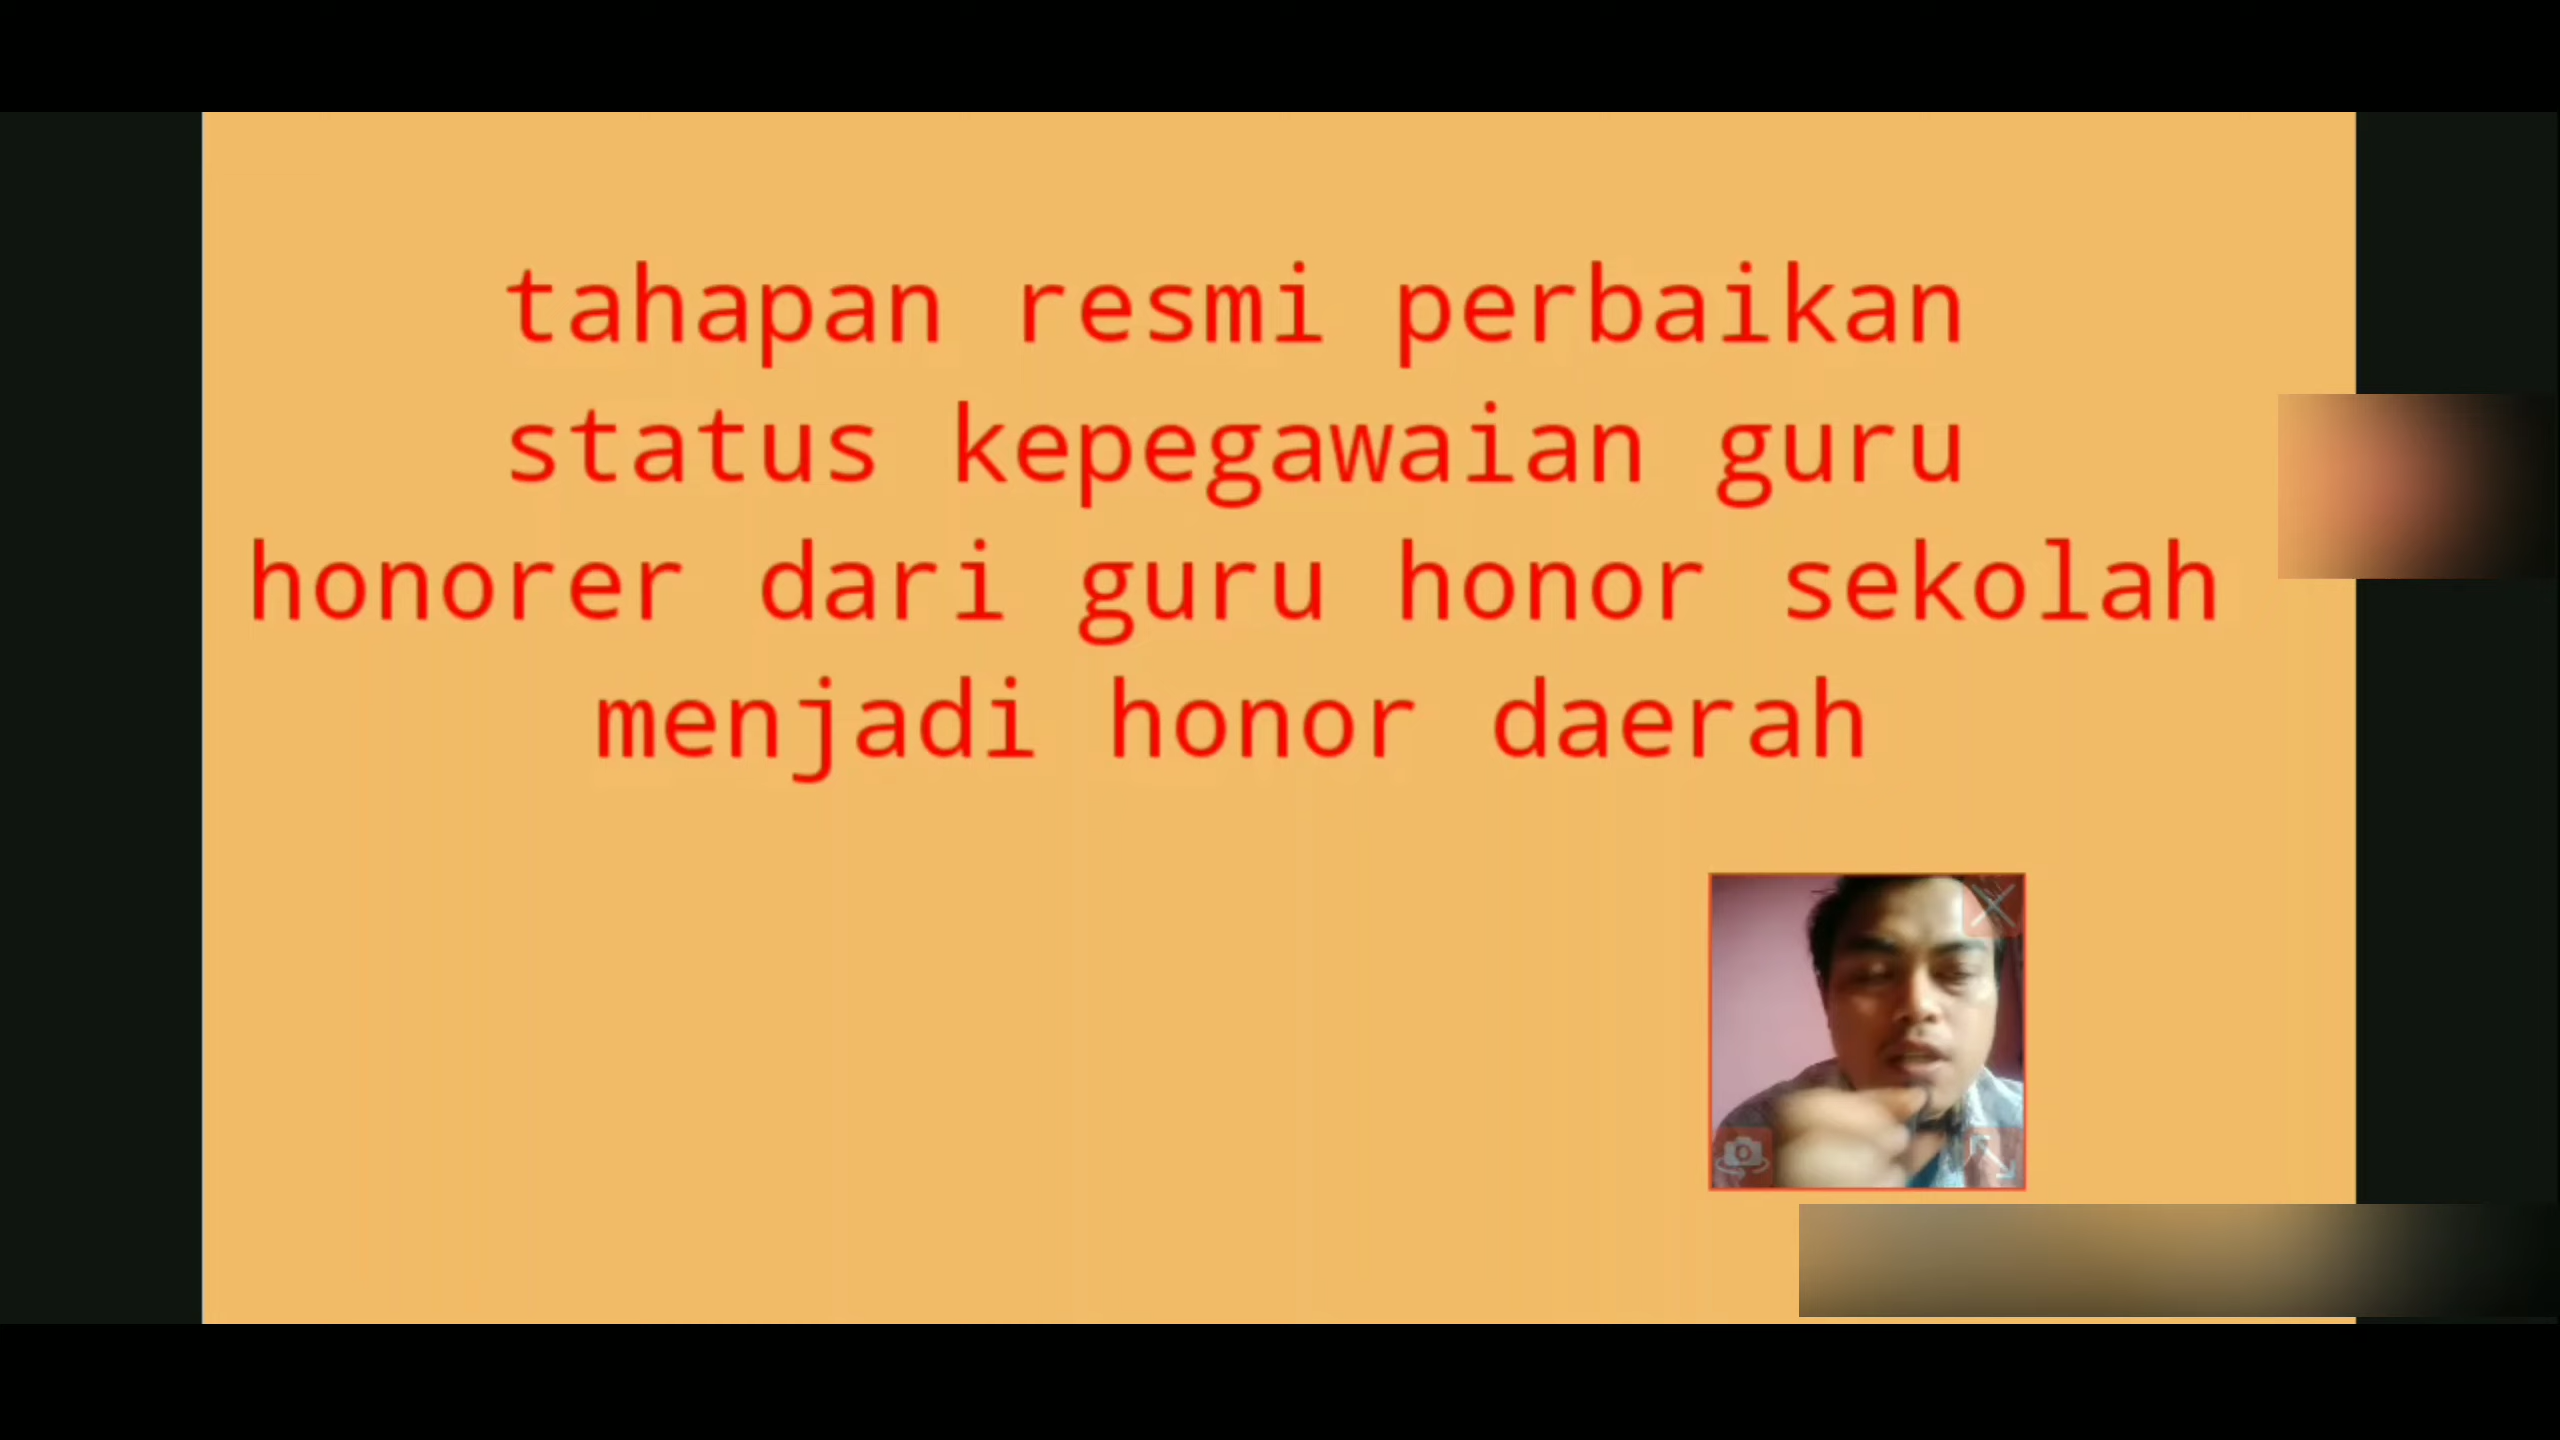 tahapan resmi perbaikan
status kepegawaian guru
honorer dari guru honor sekolah
menjadi honor daerah